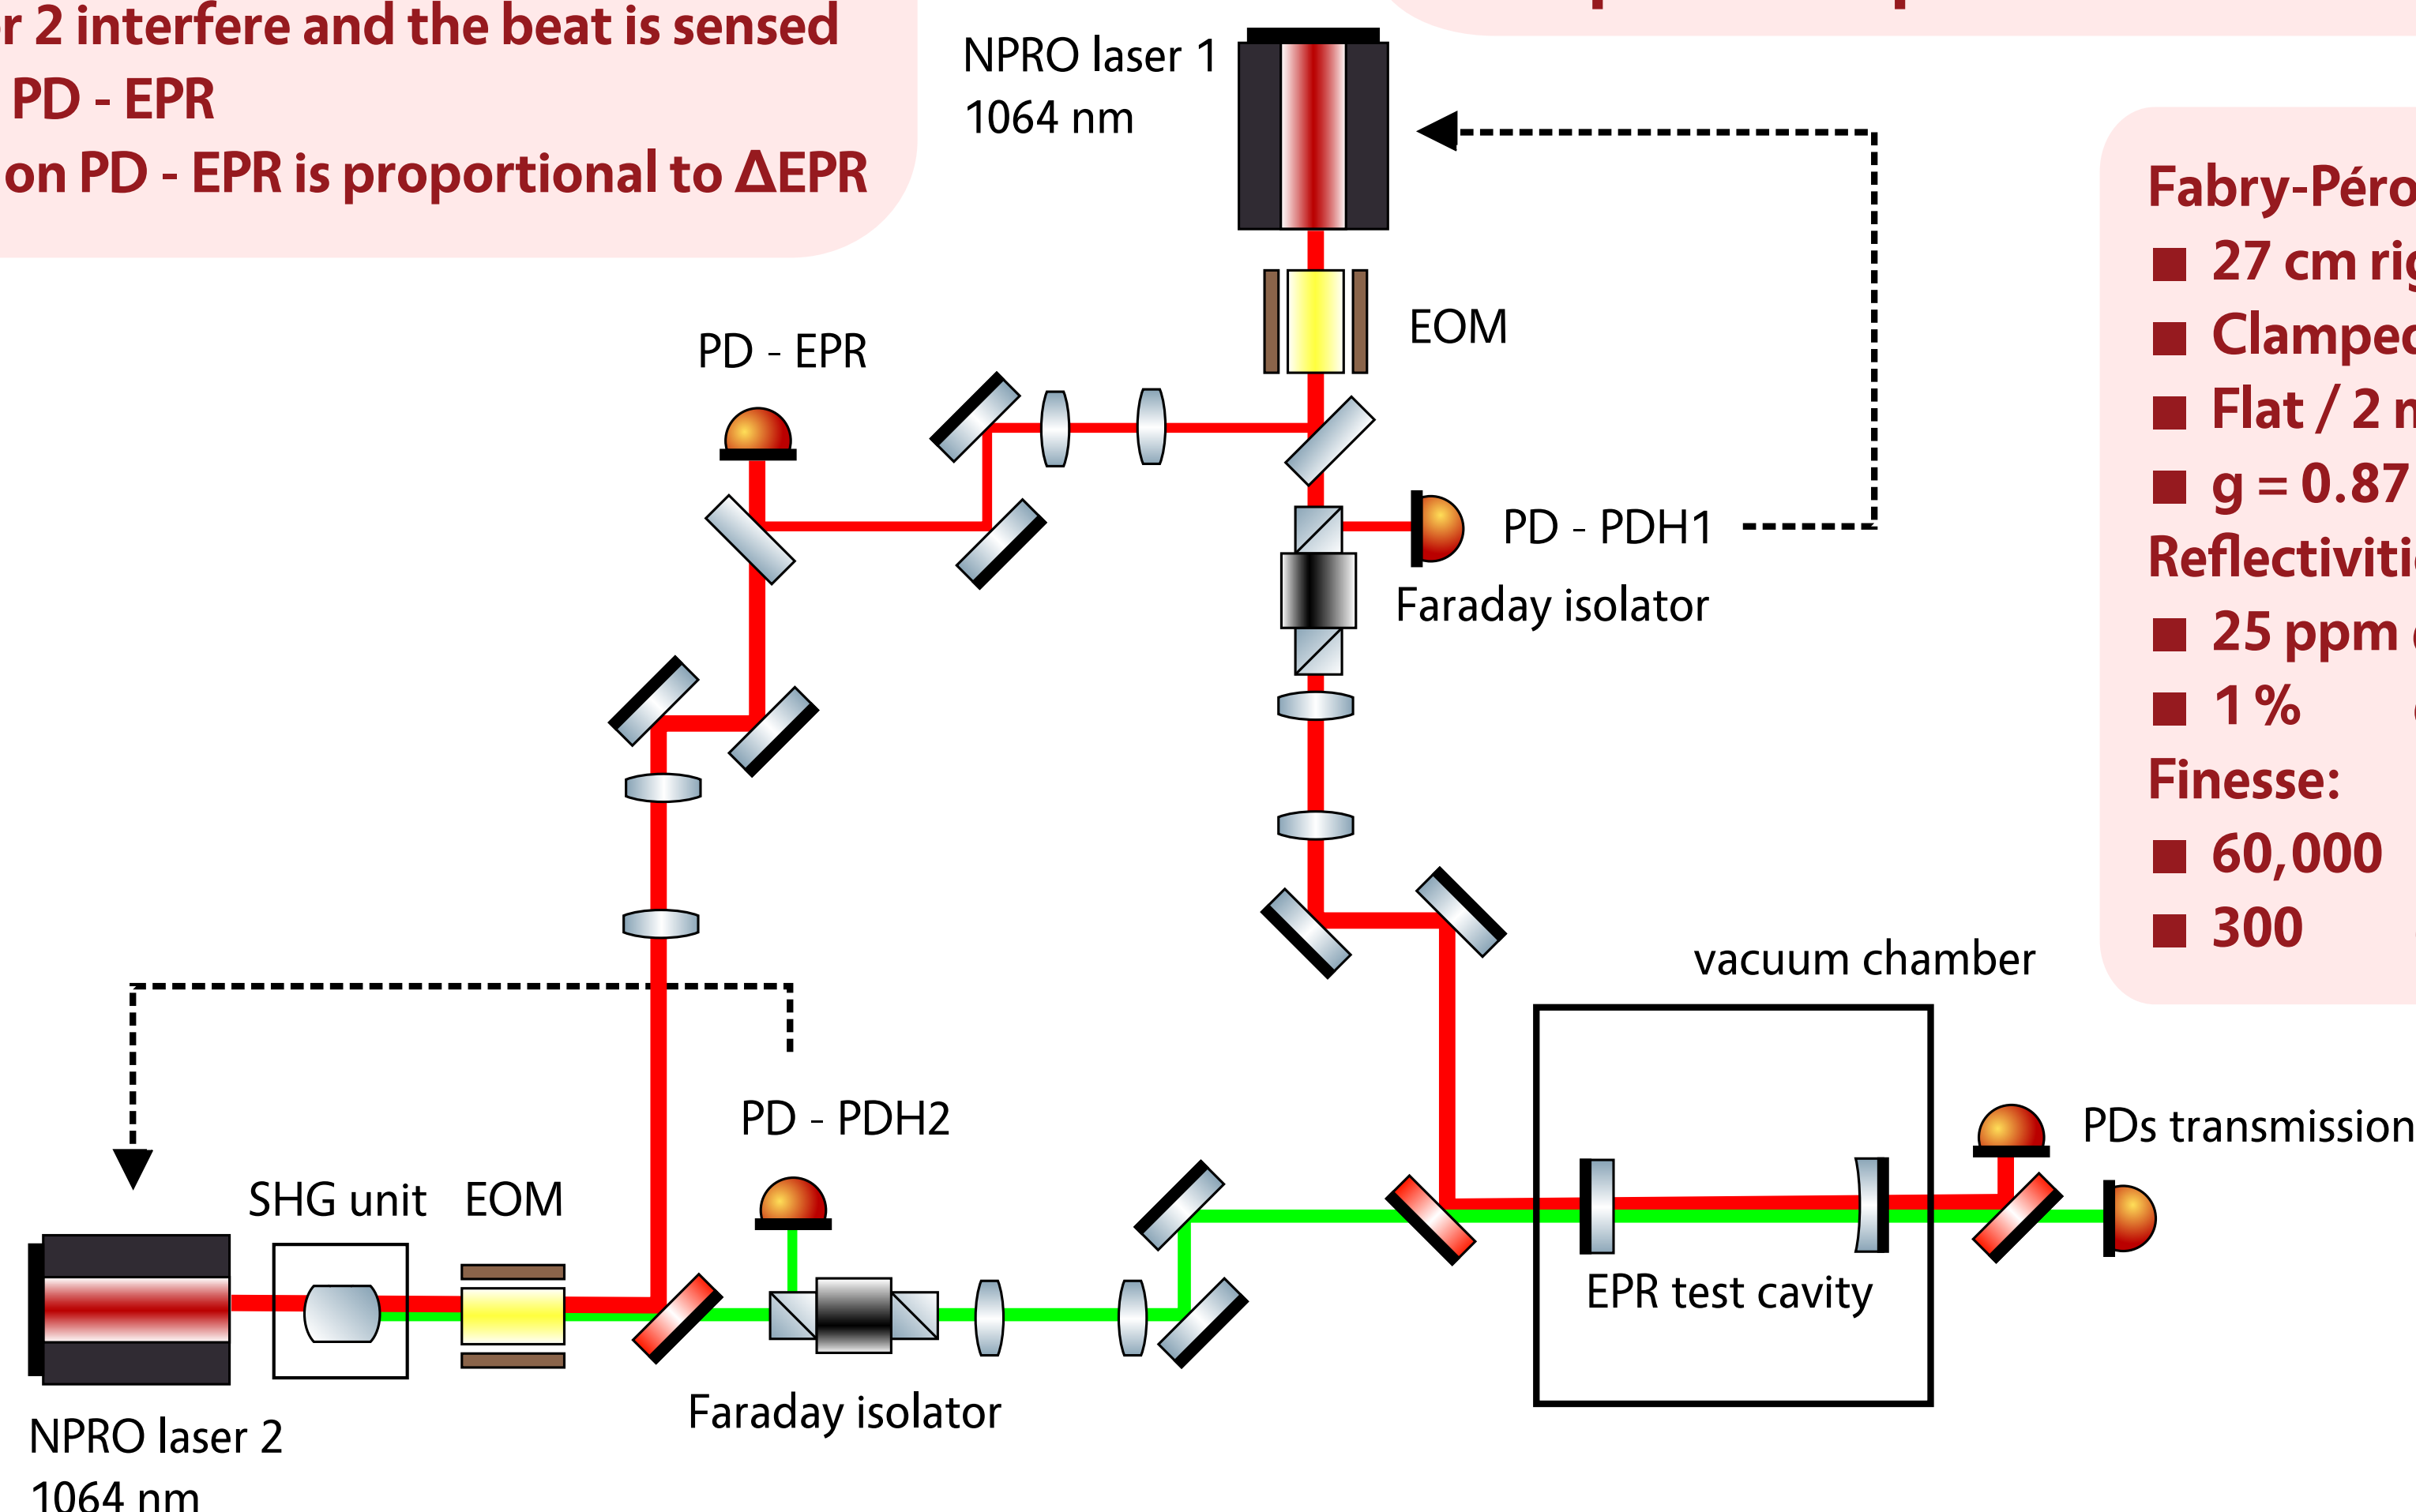 r 2 interfere and the beat is sensed
PD - EPR
on PD - EPR is proportional to ΔEPR
NPRO laser 1
1064 nm
EOM
PD - EPR
PD - PDH1
Faraday isolator
vacuum chamber
PDs transmission
EPR test cavity
PD - PDH2
SHG unit
EOM
Faraday isolator
NPRO laser 2
1064 nm
Fabry-Péro
27 cm rig
Clamped
Flat / 2 m
g = 0.87
Reflectiviti
25 ppm
1 %
Finesse:
60,000
300